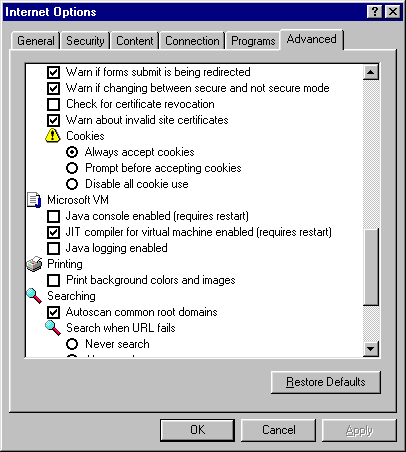 Internet Options
General Security Content Connection Programs Advanced
Warn if forms submit is being redirected
Warn if changing between secure and not secure mode
Check for certificate revocation
Warn about invalid site certificates
Cookies
Always accept cookies
Prompt before accepting cookies
Disable all cookie use
Microsoft VM
Java console enabled (requires restart)
JIT compiler for virtual machine enabled (requires restart)
Java logging enabled
Printing
Print background colors and images
Searching
Autoscan common root domains
Search when URL fails
Never search
Restore Defaults
OK Cancel Apply